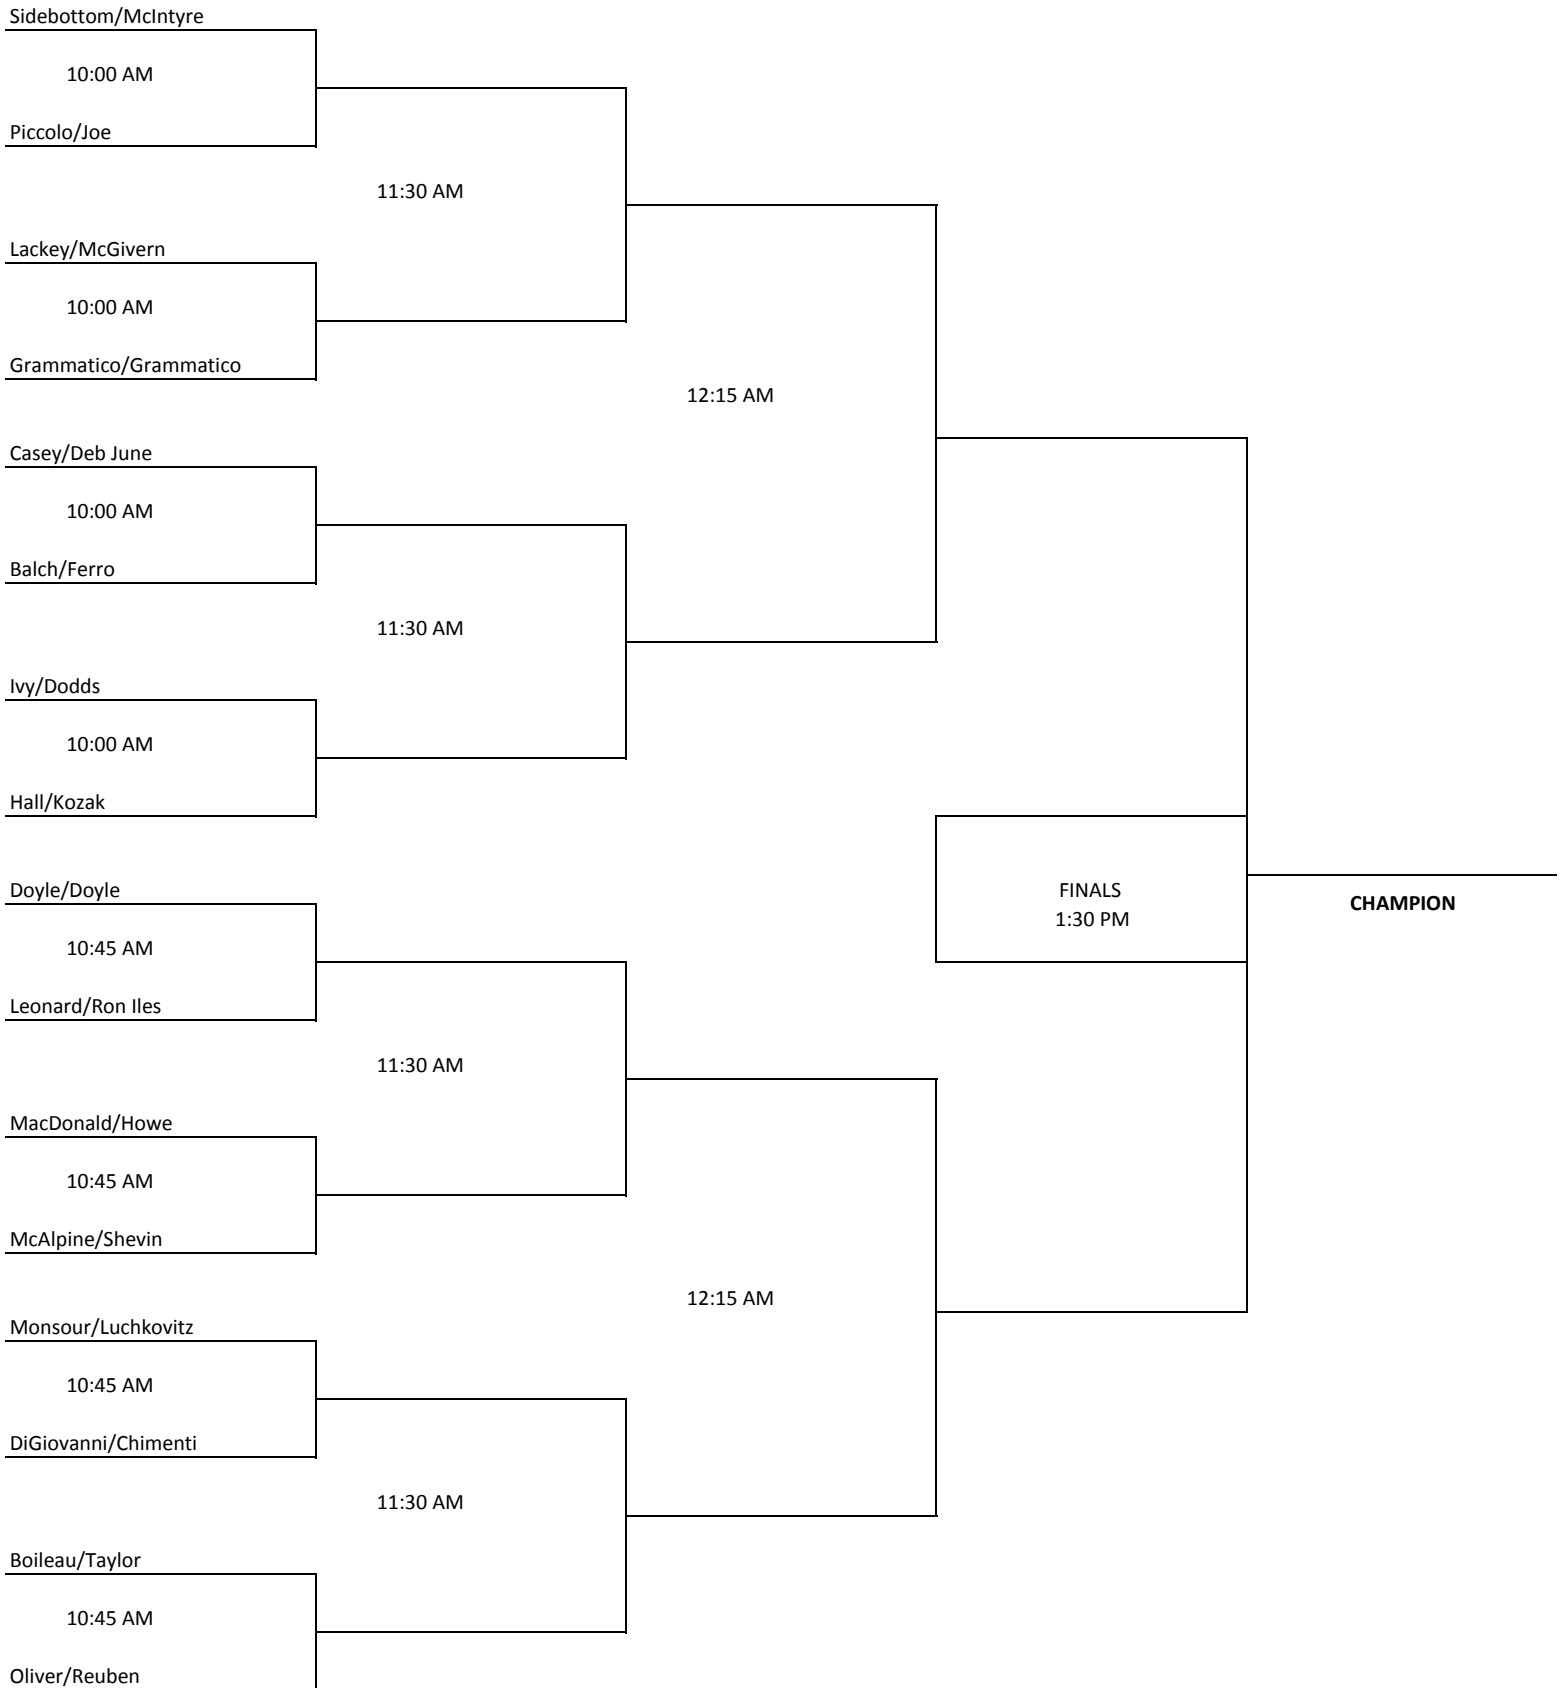 Sidebottom/McIntyre
10:00 AM
Piccolo/Joe
11:30 AM
Lackey/McGivern
10:00 AM
Grammatico/Grammatico
12:15 AM
Casey/Deb June
10:00 AM
Balch/Ferro
11:30 AM
Ivy/Dodds
10:00 AM
Hall/Kozak
Doyle/Doyle
FINALS
CHAMPION
1:30 PM
10:45 AM
Leonard/Ron Iles
11:30 AM
MacDonald/Howe
10:45 AM
McAlpine/Shevin
12:15 AM
Monsour/Luchkovitz
10:45 AM
DiGiovanni/Chimenti
11:30 AM
Boileau/Taylor
10:45 AM
Oliver/Reuben